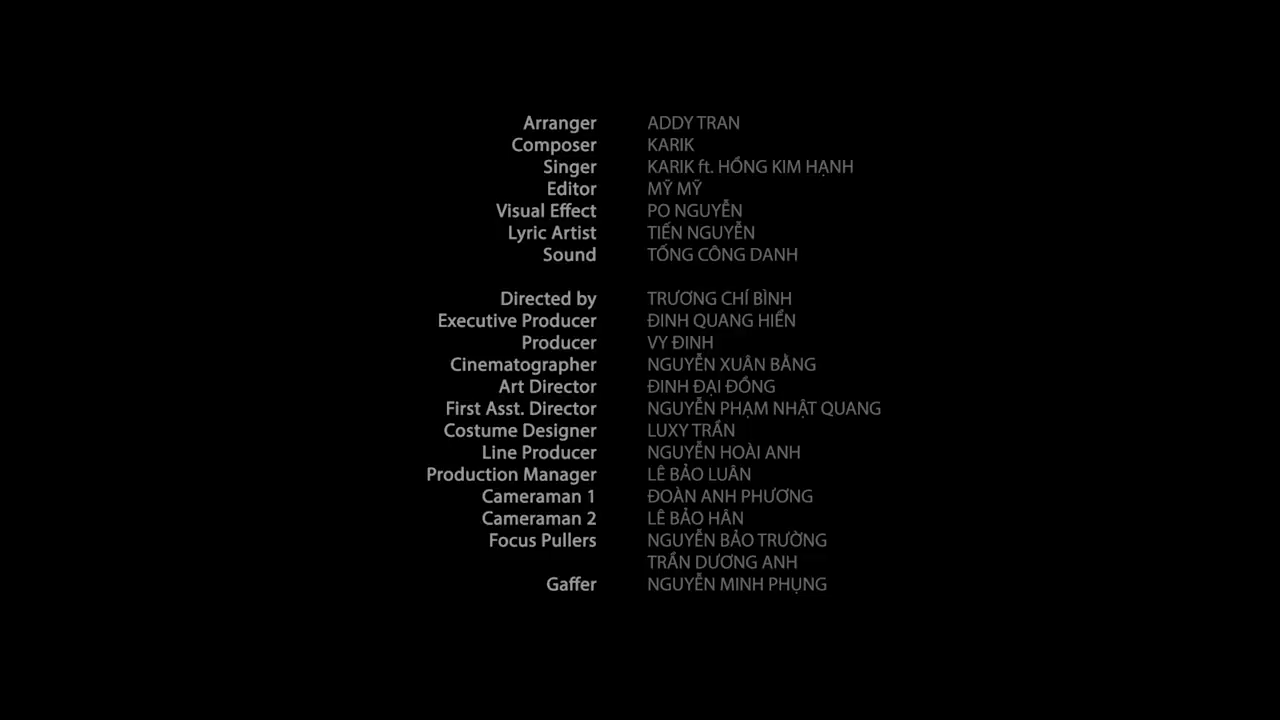 Arranger ADDY TRAN
Composer KARIK
Singer KARIK ft. HỒNG KIM HẠNH
Editor MỸ MỸ
Visual Effect PO NGUYỄN
Lyric Artist TIẾN NGUYỄN
Sound TỐNG CÔNG DANH
Directed by TRƯƠNG CHÍ BÌNH
Executive Producer ĐINH QUANG HIỂN
Producer VY ĐINH
Cinematographer NGUYỄN XUÂN BẰNG
Art Director ĐINH ĐẠI ĐỒNG
First Asst. Director NGUYỄN PHẠM NHẬT QUANG
Costume Designer LUXY TRẦN
Line Producer NGUYỄN HOÀI ANH
Production Manager LÊ BẢO LUÂN
Cameraman 1 ĐOÀN ANH PHƯƠNG
Cameraman 2 LÊ BẢO HÂN
Focus Pullers NGUYỄN BẢO TRƯỜNG
TRẦN DƯƠNG ANH
Gaffer NGUYỄN MINH PHỤNG